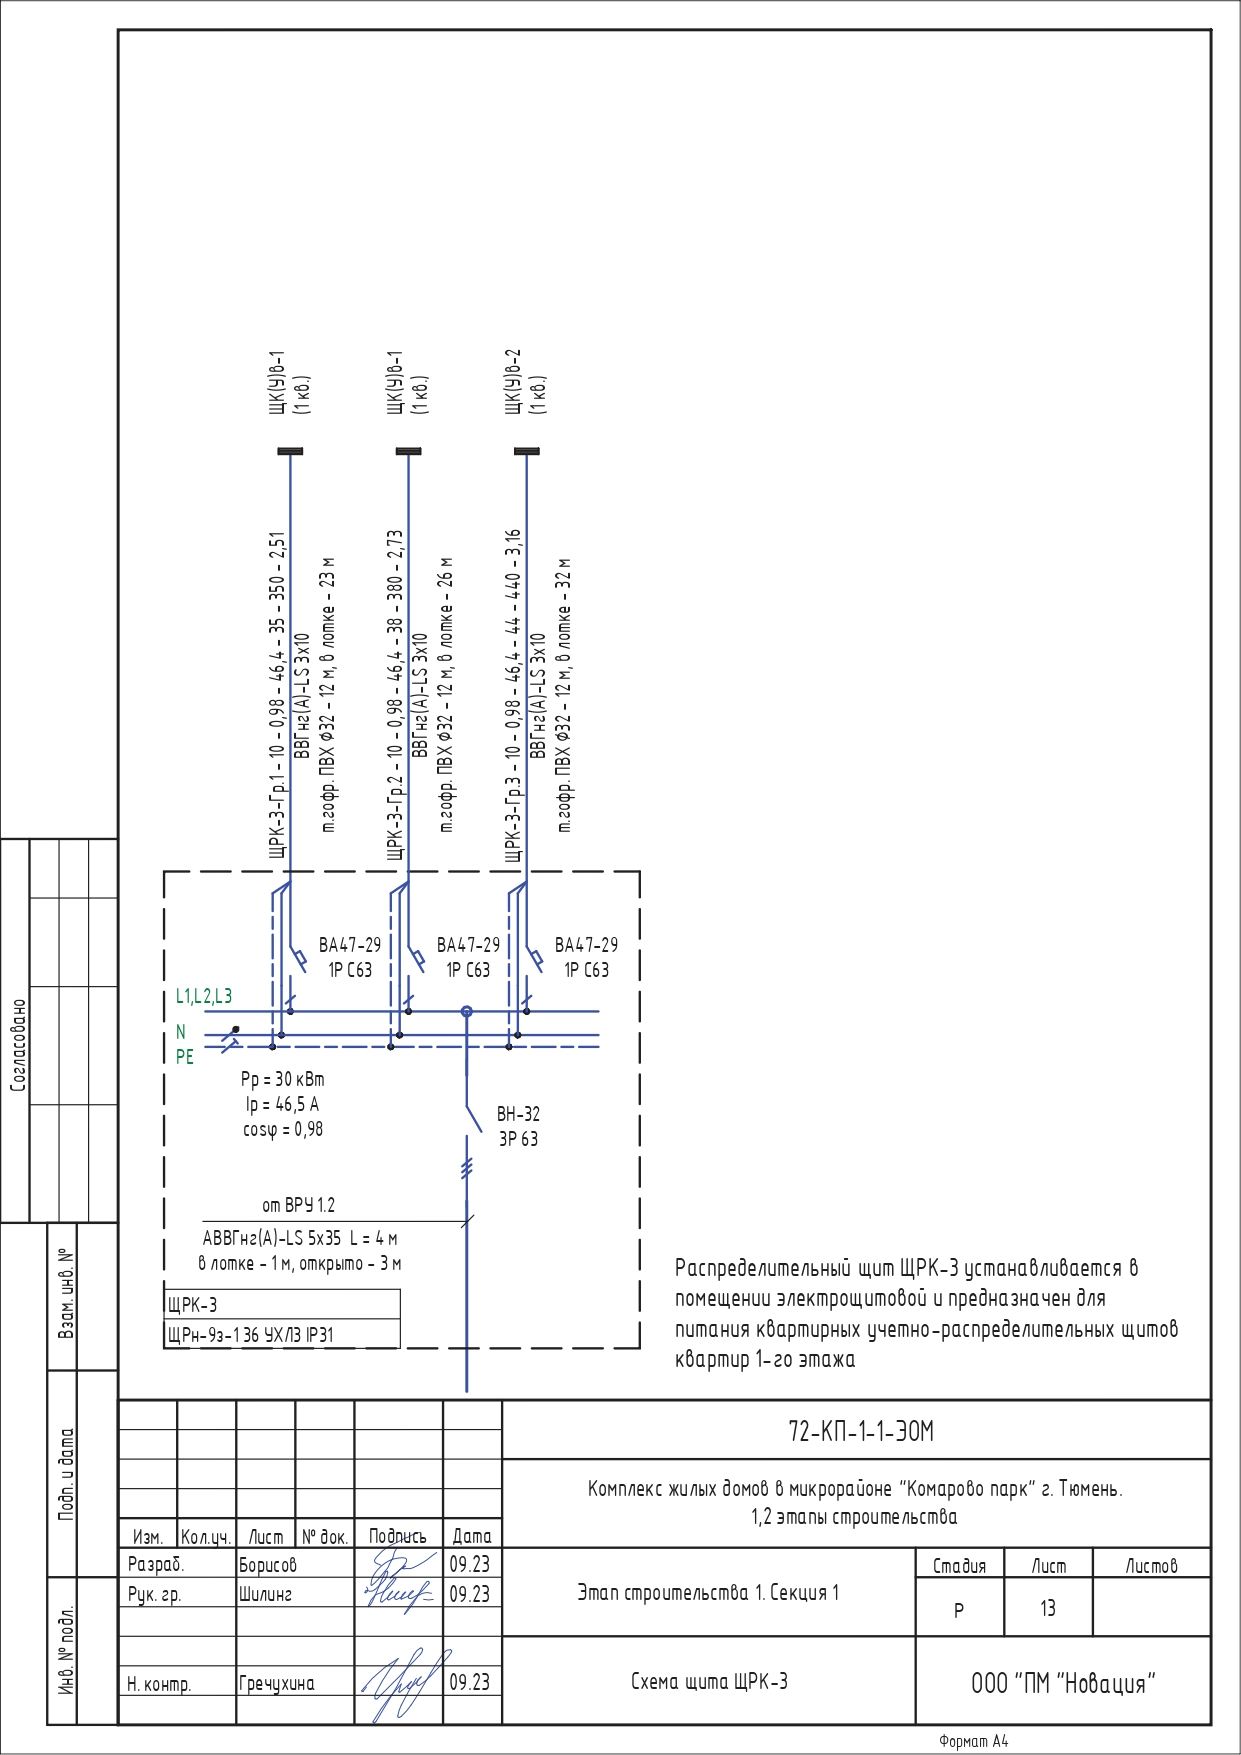 ЩК(У)в-1
(1 кв.)
ЩК(У)в-1
(1 кв.)
ЩК(У)в-2
(1 кв.)
ЩРК-3-Гр.1 - 10 - 0,98 - 46,4 - 35 - 350 - 2,51
ВВГнг(А)-LS 3х10
т.гофр. ПВХ ф32 - 12 м, в лотке - 23 м
ЩРК-3-Гр.2 - 10 - 0,98 - 46,4 - 38 - 380 - 2,73
ВВГнг(А)-LS 3х10
т.гофр. ПВХ ф32 - 12 м, в лотке - 26 м
ЩРК-3-Гр.3 - 10 - 0,98 - 46,4 - 44 - 440 - 3,16
ВВГнг(А)-LS 3х10
т.гофр. ПВХ ф32 - 12 м, в лотке - 32 м
ВА47-29
1Р С63
ВА47-29
1Р С63
ВА47-29
1Р С63
L1,L2,L3
N
PE
Рр = 30 кВт
Iр = 46,5 А
cosφ = 0,98
ВН-32
3Р 63
от ВРУ 1.2
АВВГнг(А)-LS 5х35 L = 4 м
в лотке - 1 м, открыто - 3 м
ЩРК-3
ЩРн-9з-1 36 УХЛ3 IP31
Распределительный щит ЩРК-3 устанавливается в
помещении электрощитовой и предназначен для
питания квартирных учетно-распределительных щитов
квартир 1-го этажа
Согласовано
Взам. инв. №
Подп. и дата
Инв. № подл.
72-КП-1-1-ЭОМ
Комплекс жилых домов в микрорайоне "Комарово парк" г. Тюмень.
1,2 этапы строительства
Изм. Кол.уч. Лист № док. Подпись Дата
Разраб. Борисов 09.23
Рук. гр. Шилинг 09.23
Н. контр. Гречухина 09.23
Этап строительства 1. Секция 1
Стадия Лист Листов
Р 13
Схема щита ЩРК-3
ООО "ПМ "Новация"
Формат А4